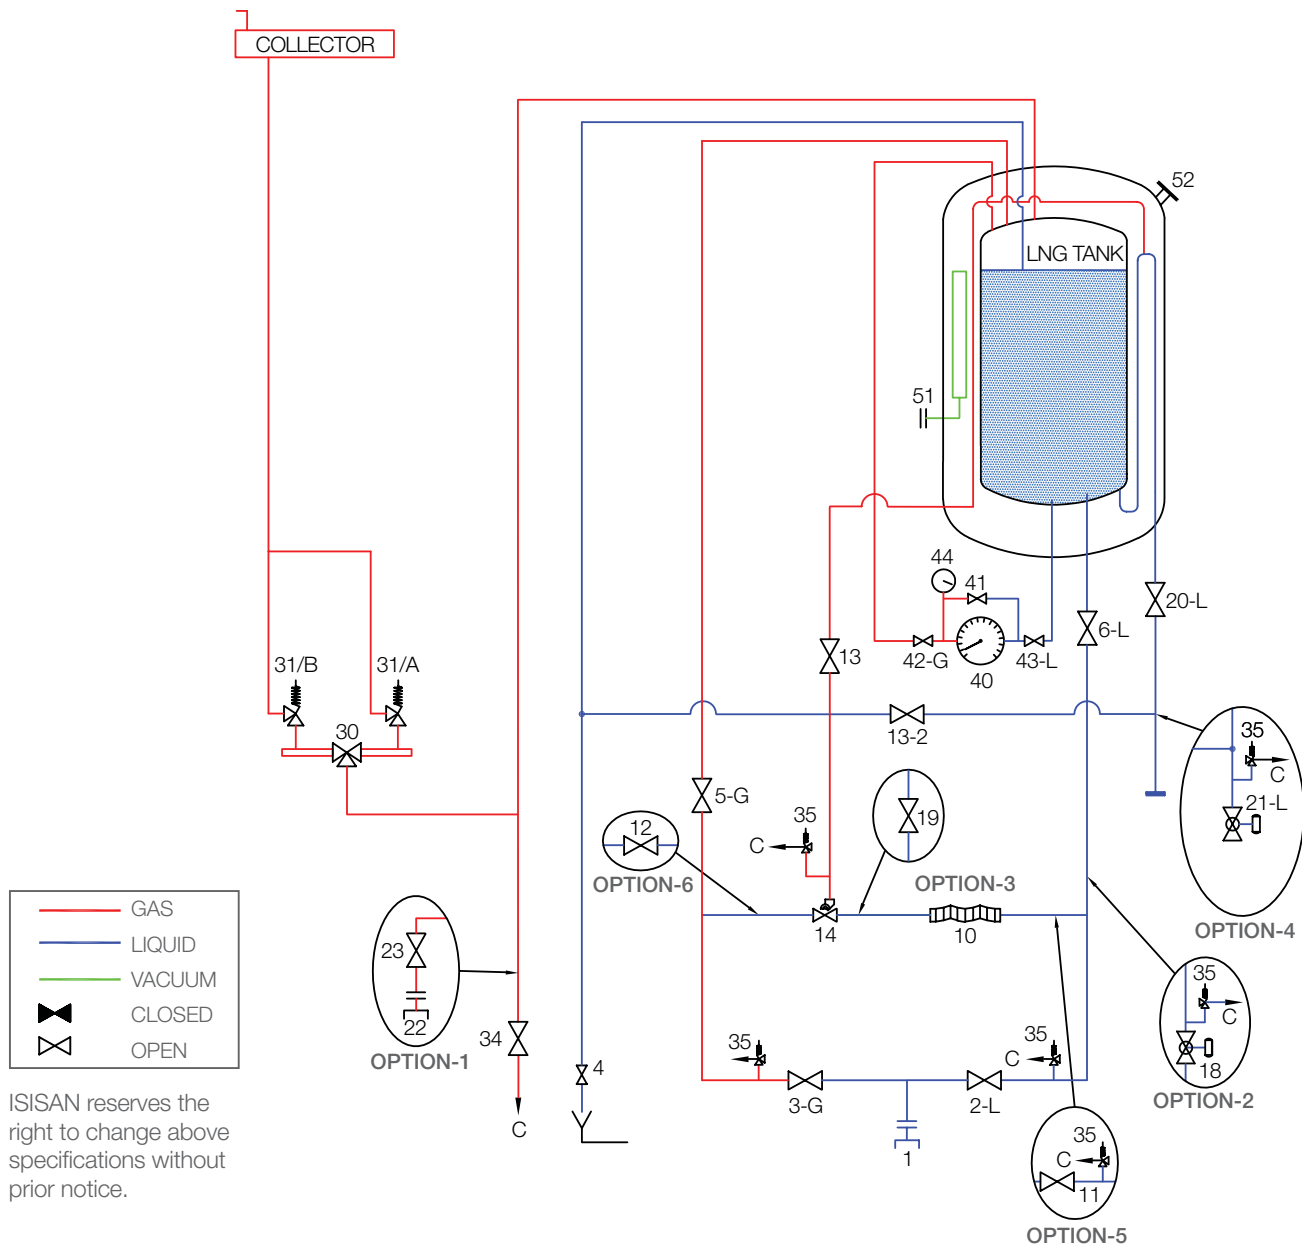 COLLECTOR
52
LNG TANK
51
44
41
20-L
6-L
13
42-G
43-L
40
31/B
31/A
30
13-2
35
C
21-L
OPTION-4
5-G
12
OPTION-6
35
C
19
OPTION-3
14
10
GAS
LIQUID
VACUUM
CLOSED
OPEN
23
22
OPTION-1
34
C
4
35
3-G
35
C
2-L
1
35
C
18
OPTION-2
35
C
11
OPTION-5
ISISAN reserves the
right to change above
specifications without
prior notice.